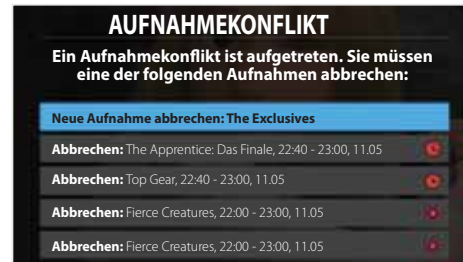 AUFNAHMEKONFLIKT
Ein Aufnahmekonflikt ist aufgetreten. Sie müssen
eine der folgenden Aufnahmen abbrechen:
Neue Aufnahme abbrechen: The Exclusives
Abbrechen: The Apprentice: Das Finale, 22:40 - 23:00, 11.05
Abbrechen: Top Gear, 22:40 - 23:00, 11.05
Abbrechen: Fierce Creatures, 22:00 - 23:00, 11.05
Abbrechen: Fierce Creatures, 22:00 - 23:00, 11.05